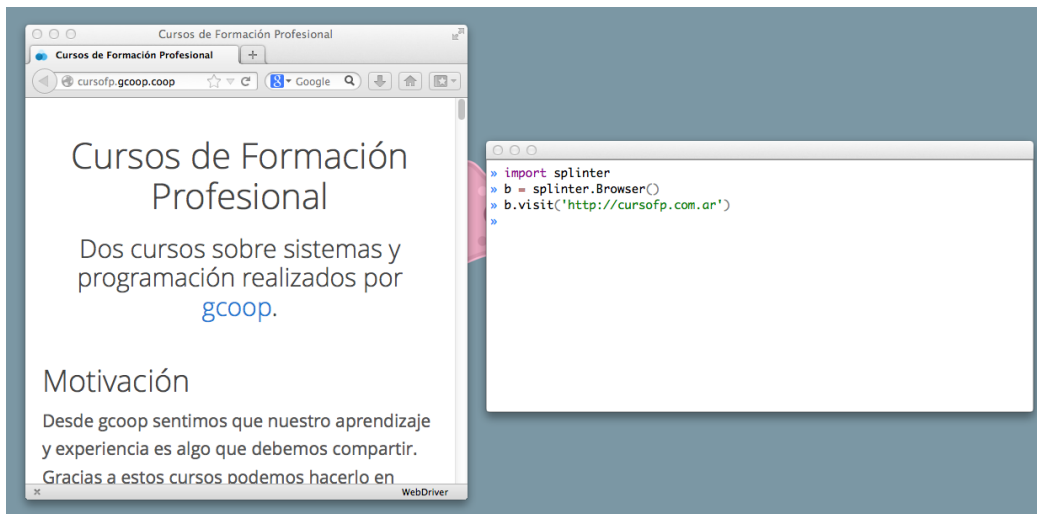 Cursos de Formación Profesional
Cursos de Formación Profesional
cursofp.gcoop.coop
Google
Cursos de Formación
Profesional
Dos cursos sobre sistemas y
programación realizados por
gcoop.
Motivación
Desde gcoop sentimos que nuestro aprendizaje
y experiencia es algo que debemos compartir.
Gracias a estos cursos podemos hacerlo en
WebDriver
» import splinter
» b = splinter.Browser()
» b.visit('http://cursofp.com.ar')
»